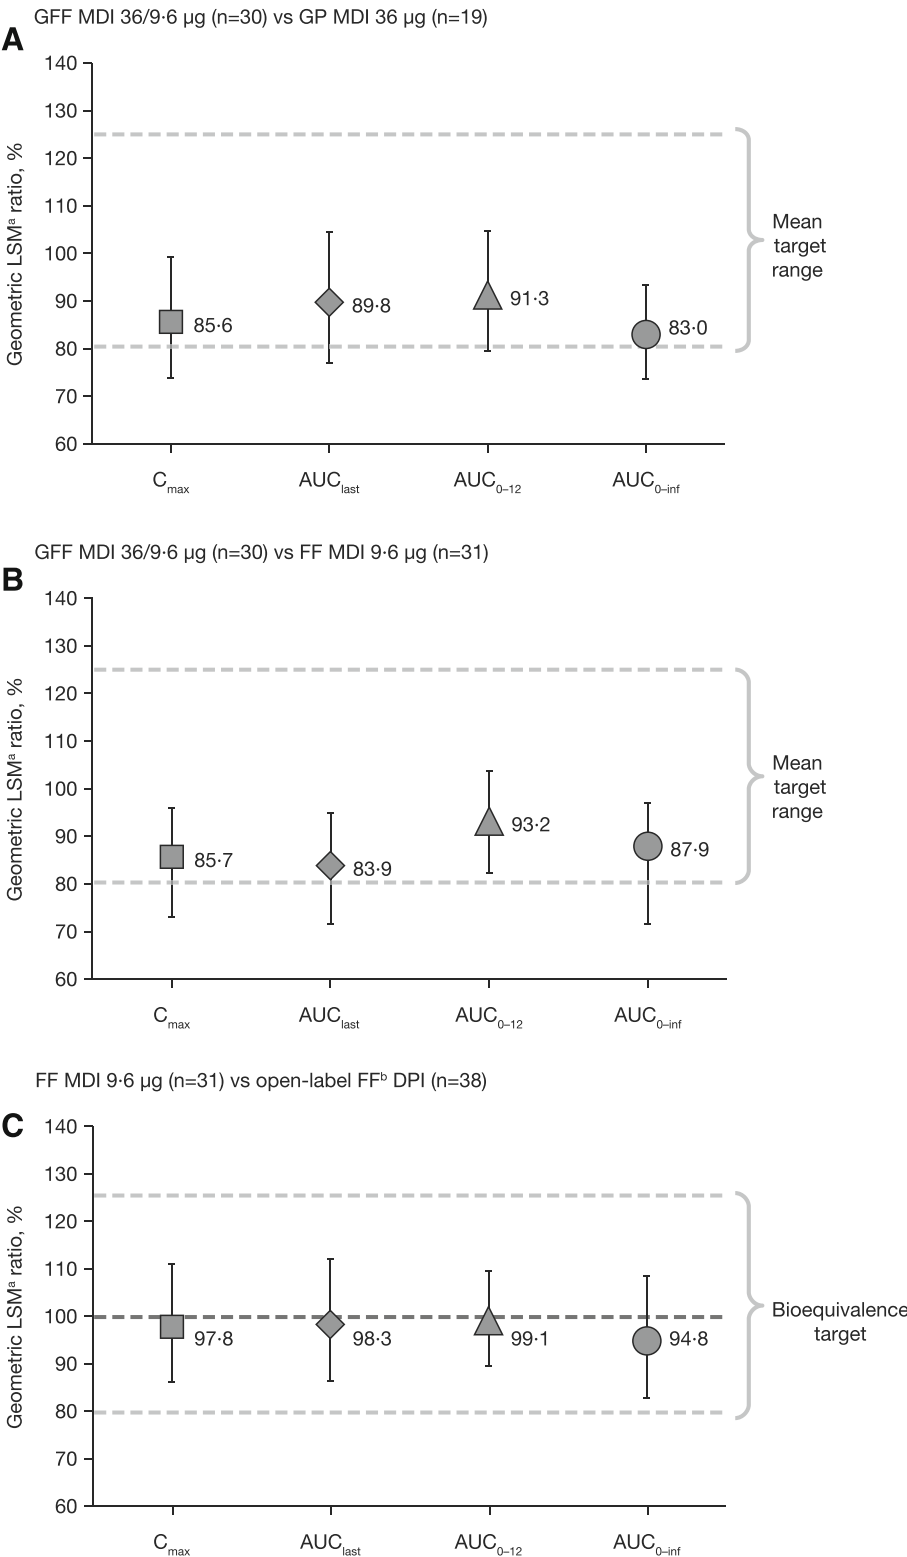 GFF MDI 36/9·6 µg (n=30) vs GP MDI 36 µg (n=19)
A
Geometric LSMᵃ ratio, %
140
130
120
110
100
90
80
70
60
85·6
89·8
91·3
83·0
Mean
target
range
Cmax
AUClast
AUC0–12
AUC0–inf
GFF MDI 36/9·6 µg (n=30) vs FF MDI 9·6 µg (n=31)
B
Geometric LSMᵃ ratio, %
140
130
120
110
100
90
80
70
60
85·7
83·9
93·2
87·9
Mean
target
range
Cmax
AUClast
AUC0–12
AUC0–inf
FF MDI 9·6 µg (n=31) vs open-label FFᵇ DPI (n=38)
C
Geometric LSMᵃ ratio, %
140
130
120
110
100
90
80
70
60
97·8
98·3
99·1
94·8
Bioequivalence
target
Cmax
AUClast
AUC0–12
AUC0–inf